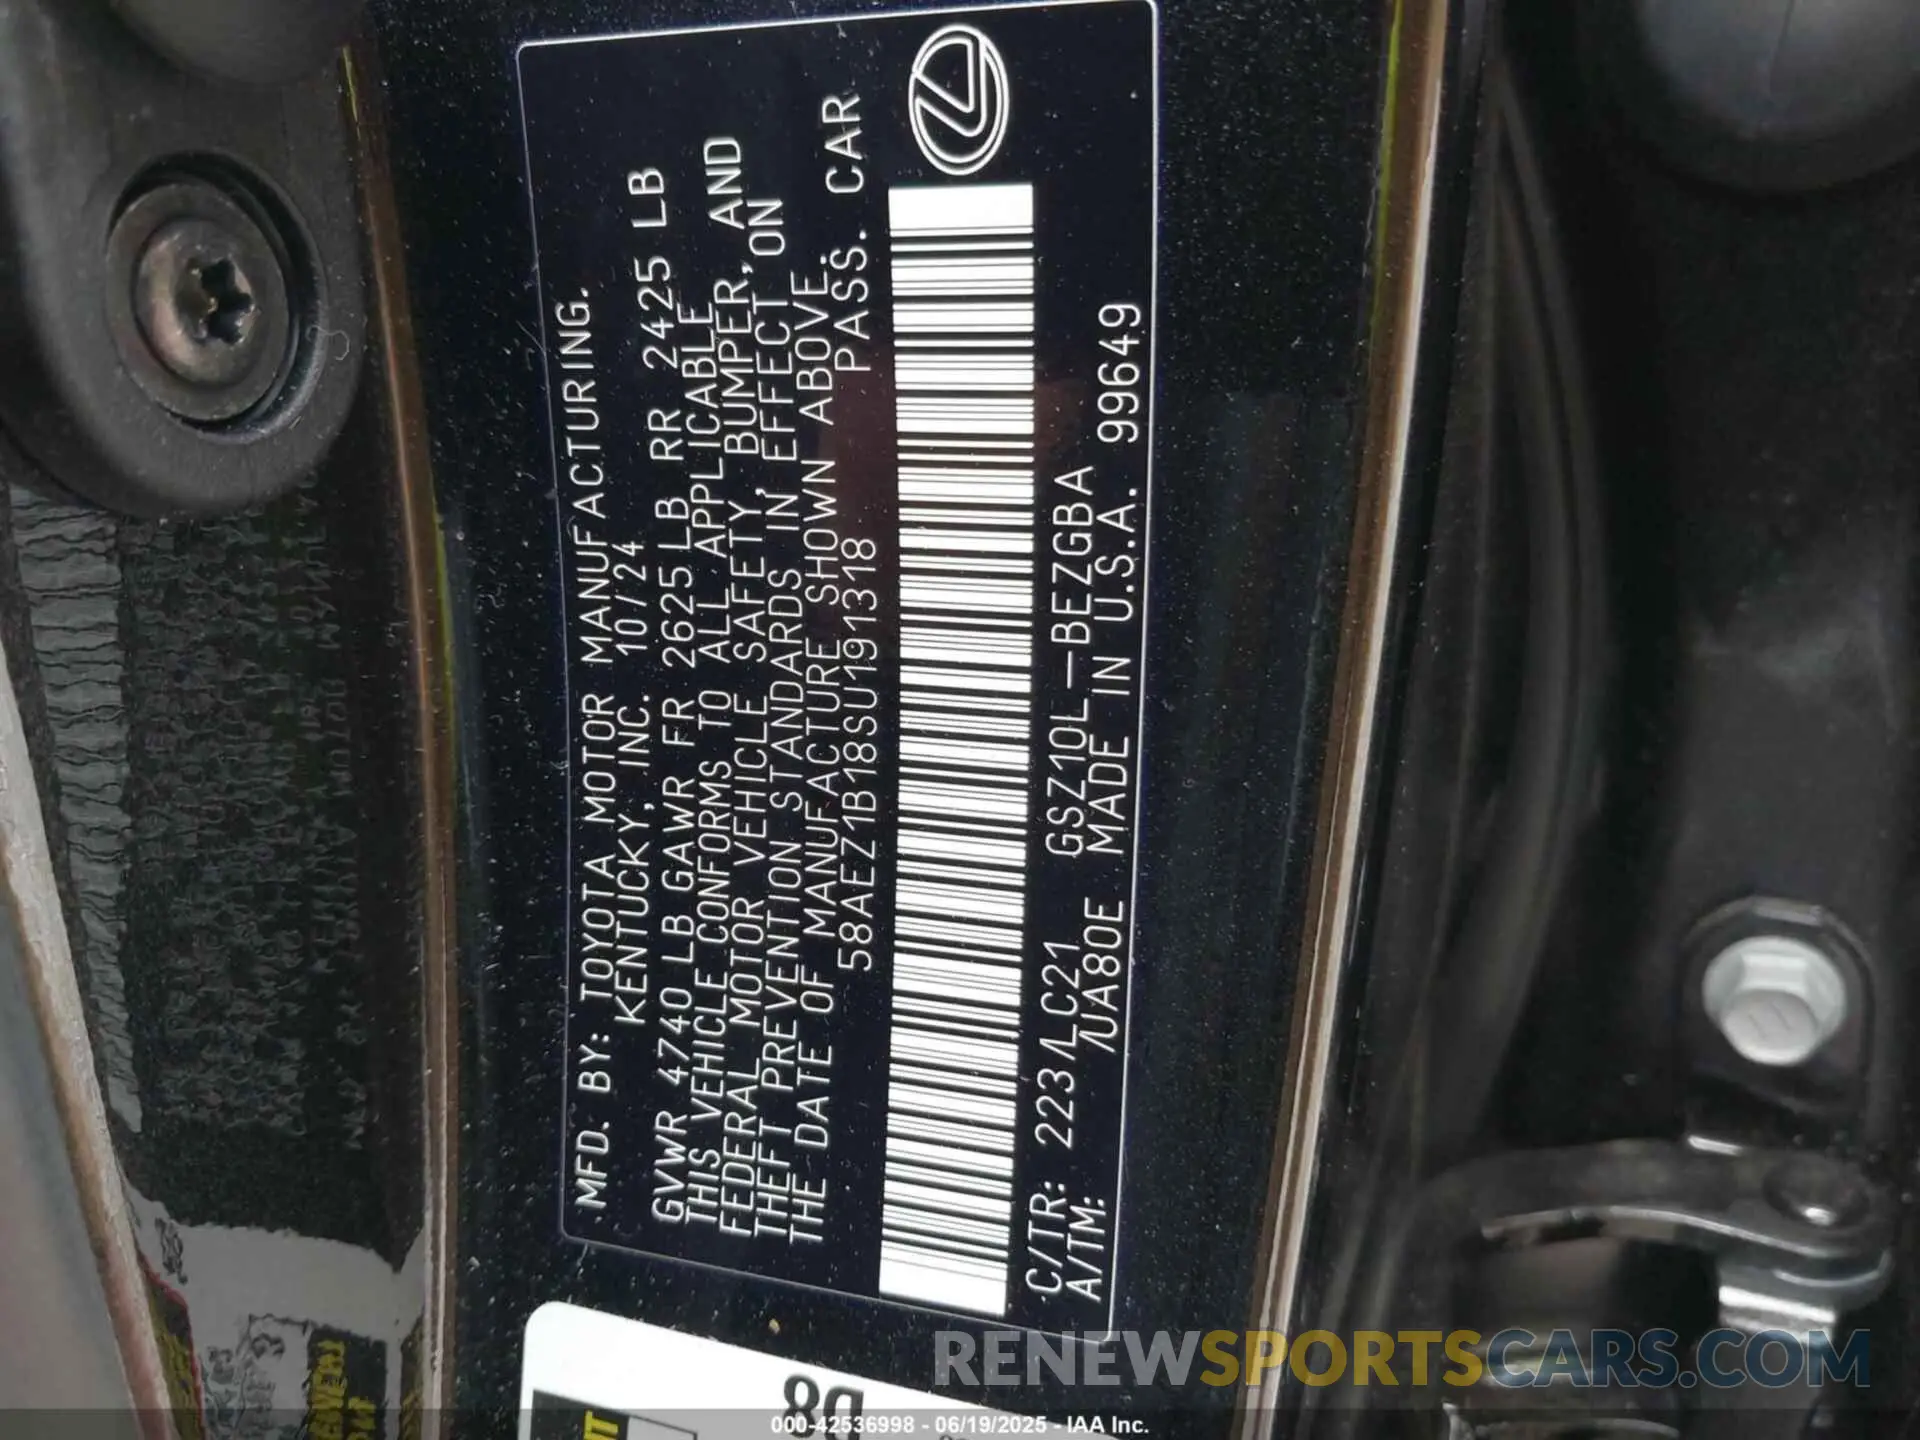 MFD. BY: TOYOTA MOTOR MANUFACTURING.
KENTUCKY, INC. 10/24
GVWR 4740 LB GAWR FR 2625 LB RR 2425 LB
THIS VEHICLE CONFORMS TO ALL APPLICABLE
FEDERAL MOTOR VEHICLE SAFETY, BUMPER, AND
THEFT PREVENTION STANDARDS IN EFFECT ON
THE DATE OF MANUFACTURE SHOWN ABOVE.
58AEZ1B18SU191318 PASS. CAR
C/TR: 223/LC21 GSZ10L-BEZGBA
A/TM: /UA80E MADE IN U.S.A. 99649
RENEWSPORTSCARS.COM
000-42536998 - 06/19/2025 - IAA Inc.